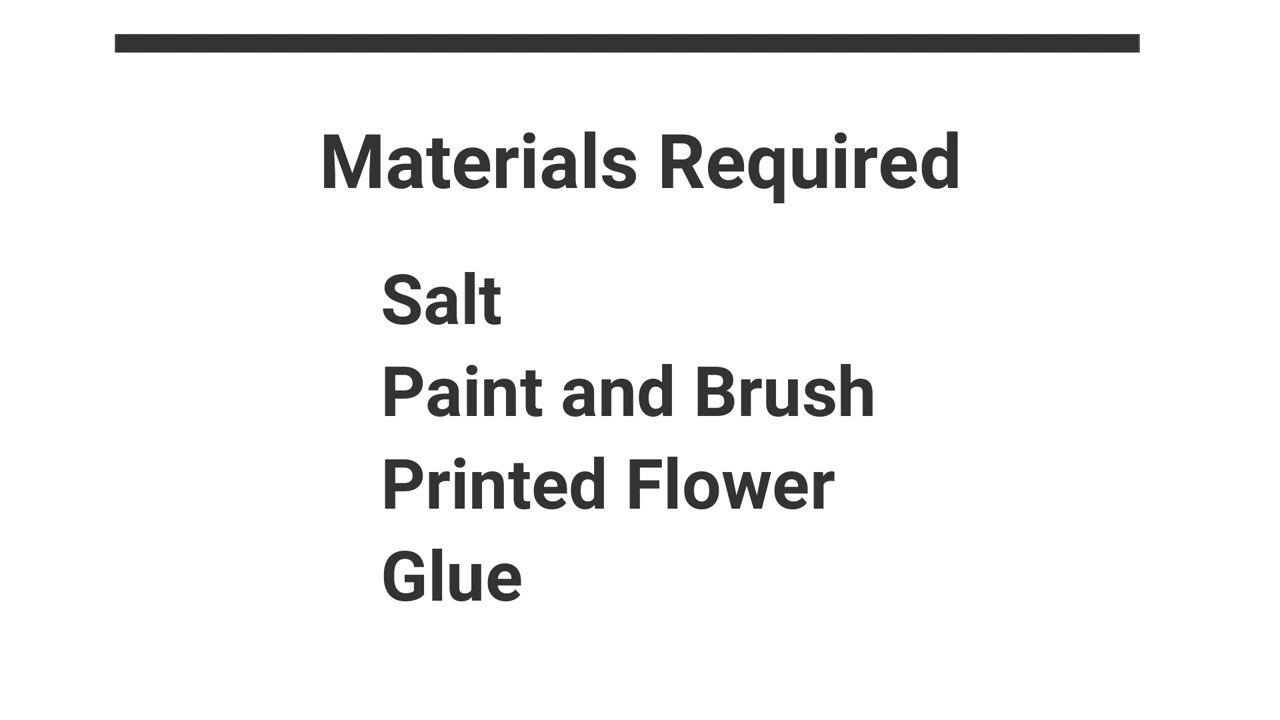 Materials Required
Salt
Paint and Brush
Printed Flower
Glue